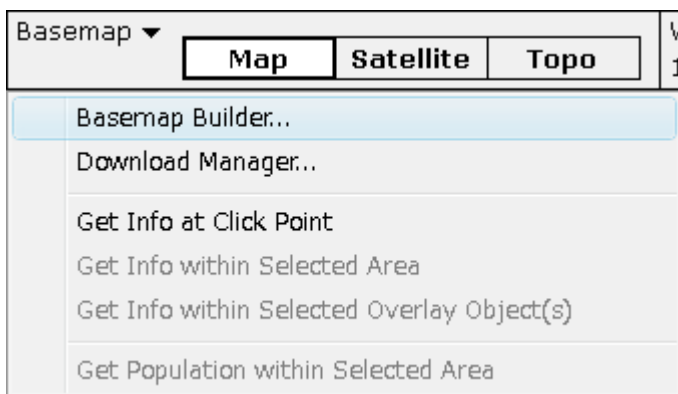 Basemap
Map Satellite Topo
Basemap Builder...
Download Manager...
Get Info at Click Point
Get Info within Selected Area
Get Info within Selected Overlay Object(s)
Get Population within Selected Area